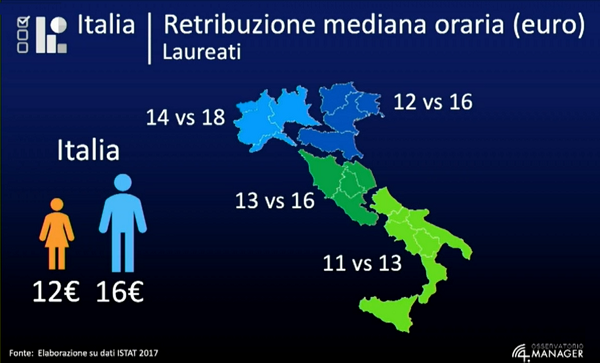 Italia
Retribuzione mediana oraria (euro)
Laureati
14 vs 18
12 vs 16
Italia
13 vs 16
11 vs 13
12€ 16€
Fonte: Elaborazione su dati ISTAT 2017
OSSERVATORIO
4.MANAGER